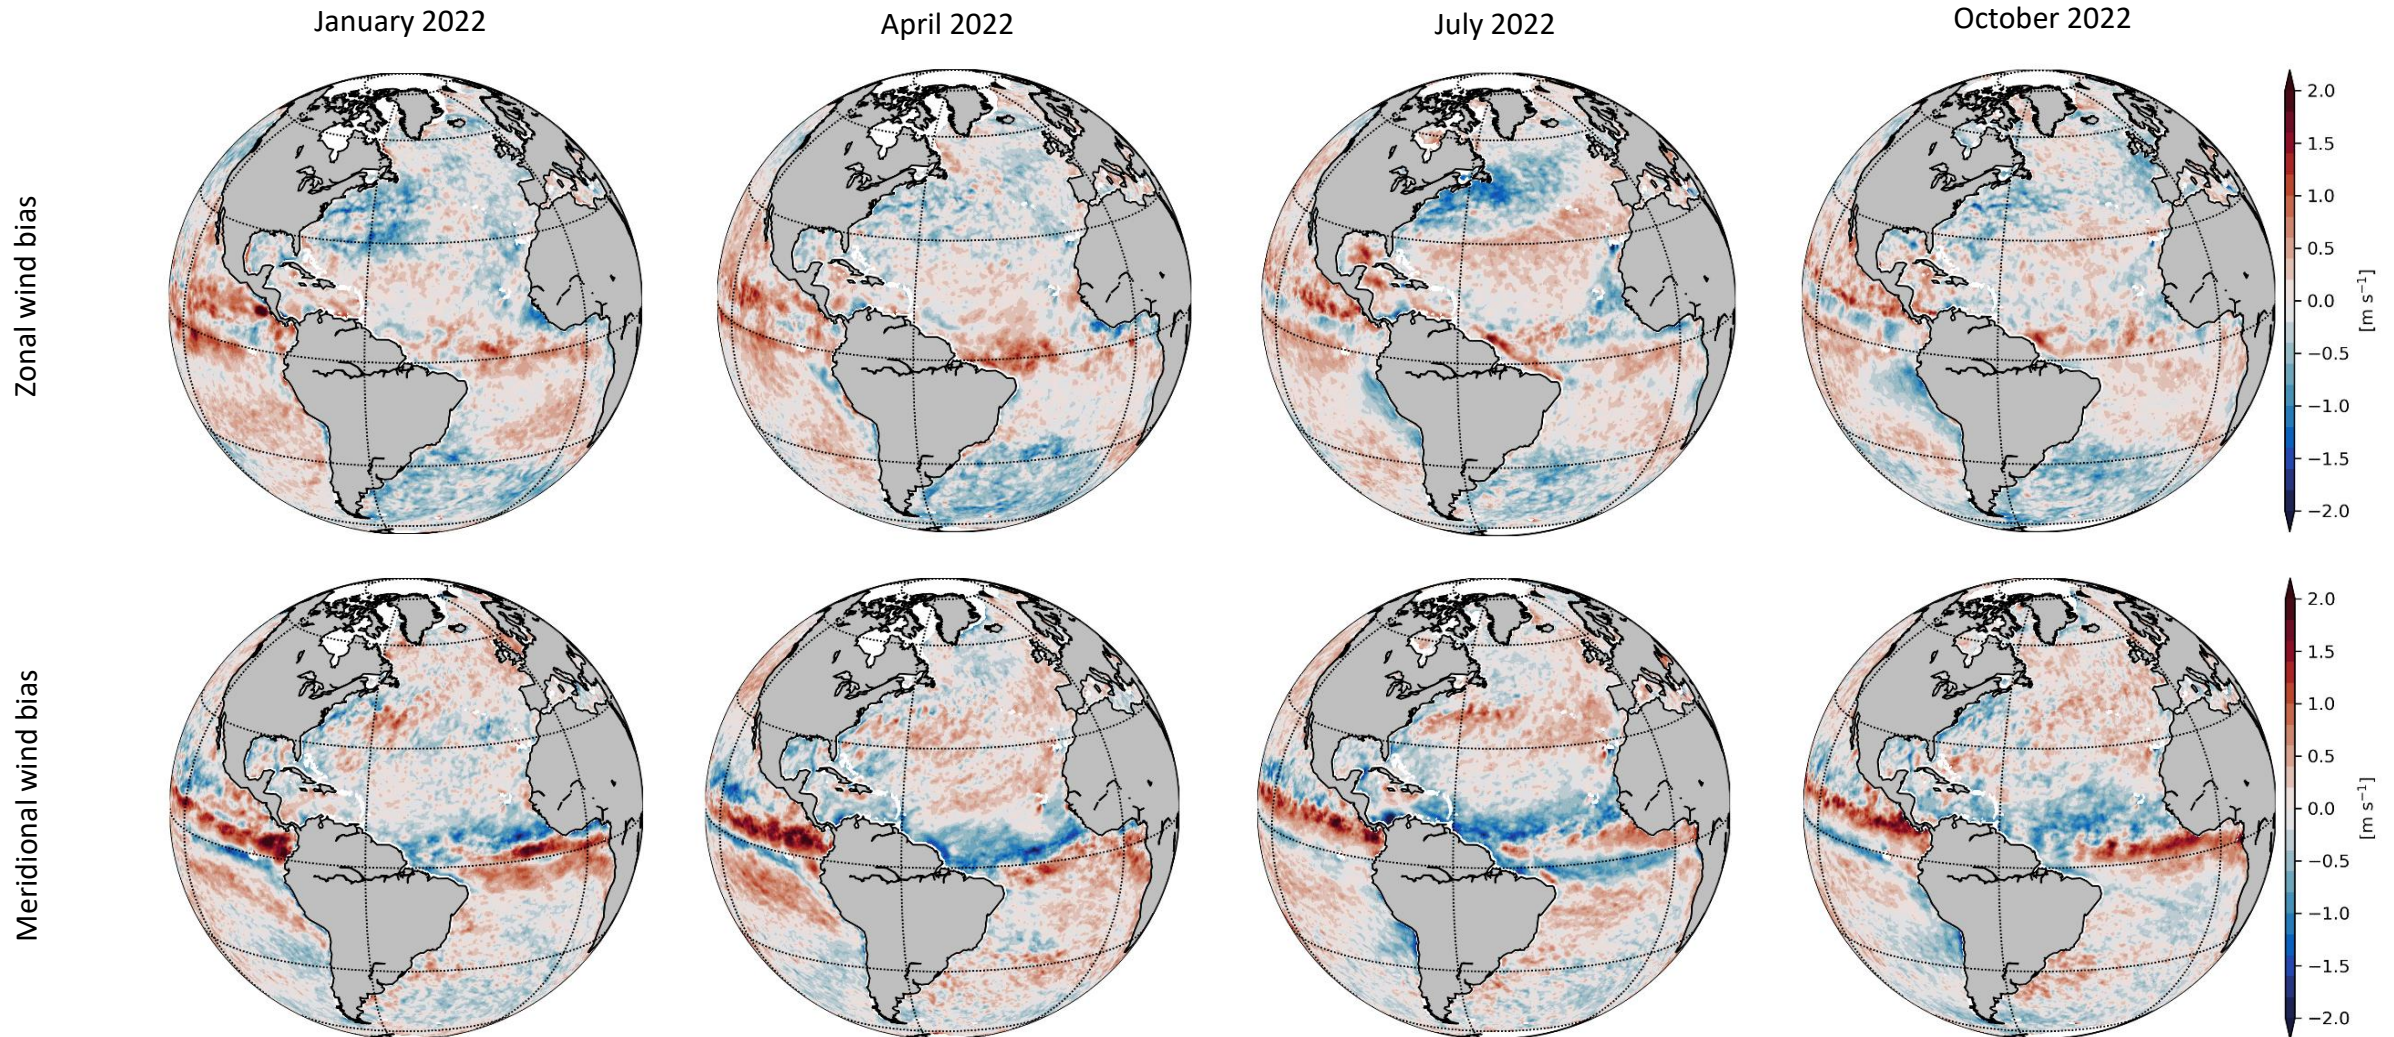 January 2022
April 2022
July 2022
October 2022
Zonal wind bias
2.0
1.5
1.0
0.5
0.0
−0.5
−1.0
−1.5
−2.0
[m s⁻¹]
Meridional wind bias
2.0
1.5
1.0
0.5
0.0
−0.5
−1.0
−1.5
−2.0
[m s⁻¹]